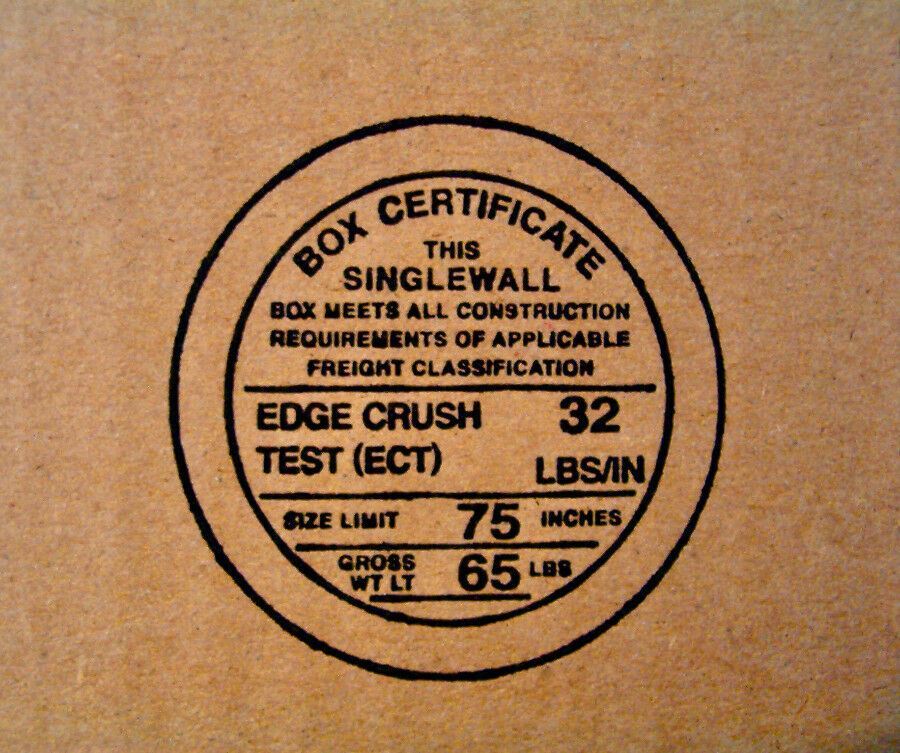 BOX CERTIFICATE
THIS
SINGLEWALL
BOX MEETS ALL CONSTRUCTION
REQUIREMENTS OF APPLICABLE
FREIGHT CLASSIFICATION
EDGE CRUSH 32
TEST (ECT) LBS/IN
SIZE LIMIT 75 INCHES
GROSS
WT LT 65 LBS